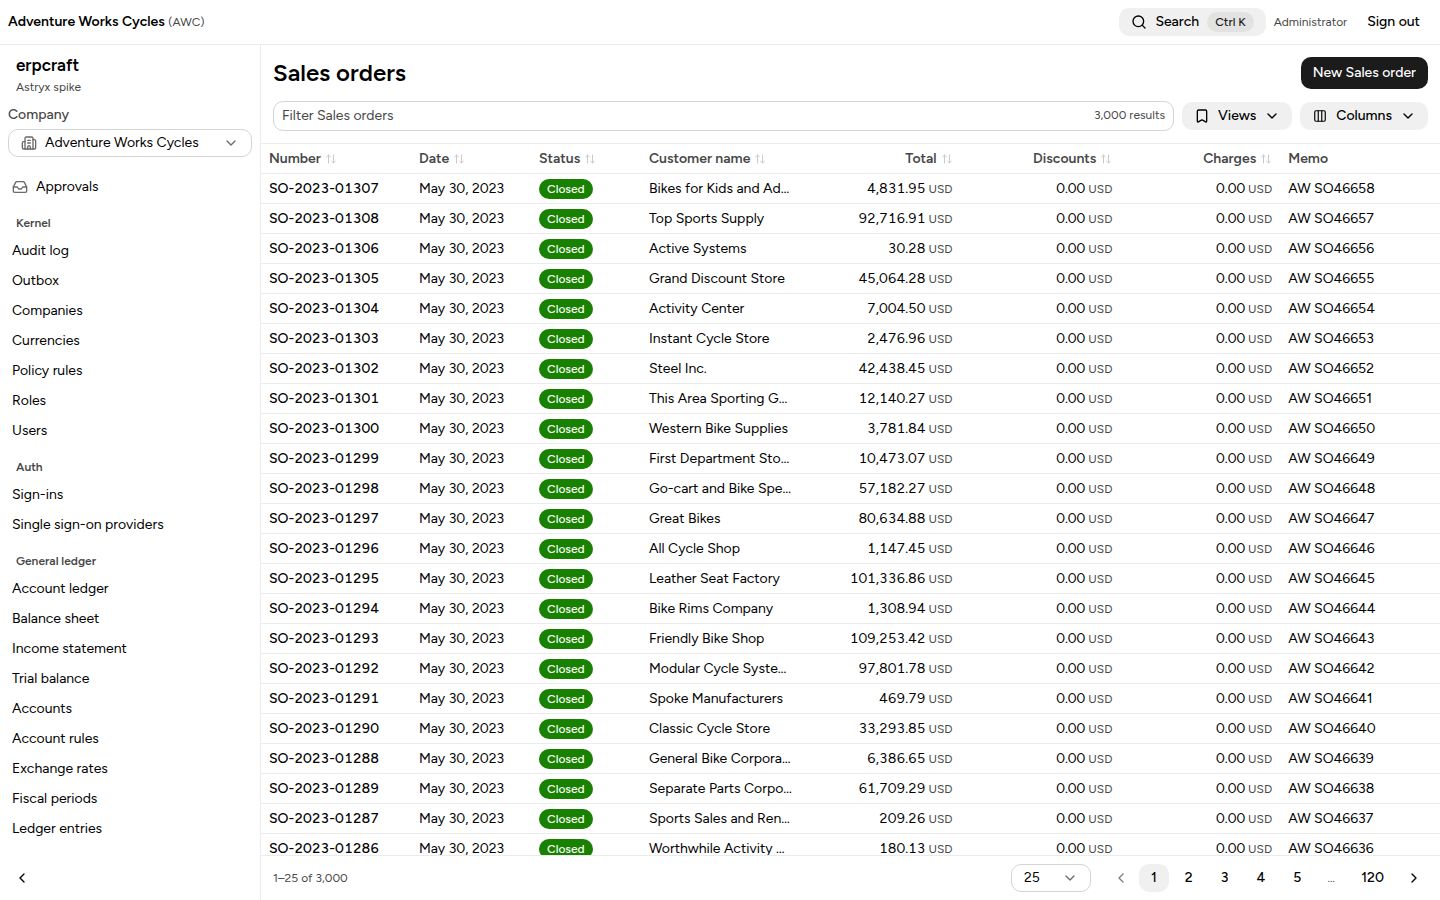 Adventure Works Cycles (AWC)
Search Ctrl K Administrator Sign out
erpcraft
Astryx spike
Company
Adventure Works Cycles
Approvals
Kernel
Audit log
Outbox
Companies
Currencies
Policy rules
Roles
Users
Auth
Sign-ins
Single sign-on providers
General ledger
Account ledger
Balance sheet
Income statement
Trial balance
Accounts
Account rules
Exchange rates
Fiscal periods
Ledger entries
Sales orders
New Sales order
Filter Sales orders 3,000 results Views Columns
Number Date Status Customer name Total Discounts Charges Memo
SO-2023-01307 May 30, 2023 Closed Bikes for Kids and Ad... 4,831.95 USD 0.00 USD 0.00 USD AW SO46658
SO-2023-01308 May 30, 2023 Closed Top Sports Supply 92,716.91 USD 0.00 USD 0.00 USD AW SO46657
SO-2023-01306 May 30, 2023 Closed Active Systems 30.28 USD 0.00 USD 0.00 USD AW SO46656
SO-2023-01305 May 30, 2023 Closed Grand Discount Store 45,064.28 USD 0.00 USD 0.00 USD AW SO46655
SO-2023-01304 May 30, 2023 Closed Activity Center 7,004.50 USD 0.00 USD 0.00 USD AW SO46654
SO-2023-01303 May 30, 2023 Closed Instant Cycle Store 2,476.96 USD 0.00 USD 0.00 USD AW SO46653
SO-2023-01302 May 30, 2023 Closed Steel Inc. 42,438.45 USD 0.00 USD 0.00 USD AW SO46652
SO-2023-01301 May 30, 2023 Closed This Area Sporting G... 12,140.27 USD 0.00 USD 0.00 USD AW SO46651
SO-2023-01300 May 30, 2023 Closed Western Bike Supplies 3,781.84 USD 0.00 USD 0.00 USD AW SO46650
SO-2023-01299 May 30, 2023 Closed First Department Sto... 10,473.07 USD 0.00 USD 0.00 USD AW SO46649
SO-2023-01298 May 30, 2023 Closed Go-cart and Bike Spe... 57,182.27 USD 0.00 USD 0.00 USD AW SO46648
SO-2023-01297 May 30, 2023 Closed Great Bikes 80,634.88 USD 0.00 USD 0.00 USD AW SO46647
SO-2023-01296 May 30, 2023 Closed All Cycle Shop 1,147.45 USD 0.00 USD 0.00 USD AW SO46646
SO-2023-01295 May 30, 2023 Closed Leather Seat Factory 101,336.86 USD 0.00 USD 0.00 USD AW SO46645
SO-2023-01294 May 30, 2023 Closed Bike Rims Company 1,308.94 USD 0.00 USD 0.00 USD AW SO46644
SO-2023-01293 May 30, 2023 Closed Friendly Bike Shop 109,253.42 USD 0.00 USD 0.00 USD AW SO46643
SO-2023-01292 May 30, 2023 Closed Modular Cycle Syste... 97,801.78 USD 0.00 USD 0.00 USD AW SO46642
SO-2023-01291 May 30, 2023 Closed Spoke Manufacturers 469.79 USD 0.00 USD 0.00 USD AW SO46641
SO-2023-01290 May 30, 2023 Closed Classic Cycle Store 33,293.85 USD 0.00 USD 0.00 USD AW SO46640
SO-2023-01288 May 30, 2023 Closed General Bike Corpora... 6,386.65 USD 0.00 USD 0.00 USD AW SO46639
SO-2023-01289 May 30, 2023 Closed Separate Parts Corpo... 61,709.29 USD 0.00 USD 0.00 USD AW SO46638
SO-2023-01287 May 30, 2023 Closed Sports Sales and Ren... 209.26 USD 0.00 USD 0.00 USD AW SO46637
SO-2023-01286 May 30, 2023 Closed Worthwhile Activity ... 180.13 USD 0.00 USD 0.00 USD AW SO46636
1–25 of 3,000 25 1 2 3 4 5 ... 120